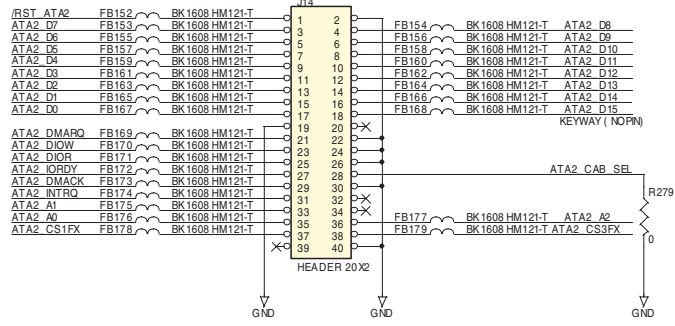 J14
/RST_ATA2 FB152 BK1608 HM121-T 1 2
ATA2_D7 FB153 BK1608 HM121-T 3 4 FB154 BK1608 HM121-T ATA2_D8
ATA2_D6 FB155 BK1608 HM121-T 5 6 FB156 BK1608 HM121-T ATA2_D9
ATA2_D5 FB157 BK1608 HM121-T 7 8 FB158 BK1608 HM121-T ATA2_D10
ATA2_D4 FB159 BK1608 HM121-T 9 10 FB160 BK1608 HM121-T ATA2_D11
ATA2_D3 FB161 BK1608 HM121-T 11 12 FB162 BK1608 HM121-T ATA2_D12
ATA2_D2 FB163 BK1608 HM121-T 13 14 FB164 BK1608 HM121-T ATA2_D13
ATA2_D1 FB165 BK1608 HM121-T 15 16 FB166 BK1608 HM121-T ATA2_D14
ATA2_D0 FB167 BK1608 HM121-T 17 18 FB168 BK1608 HM121-T ATA2_D15
19 20 KEYWAY ( NOPIN)
ATA2_DMARQ FB169 BK1608 HM121-T 21 22
ATA2_DIOW FB170 BK1608 HM121-T 23 24
ATA2_DIOR FB171 BK1608 HM121-T 25 26
ATA2_IORDY FB172 BK1608 HM121-T 27 28 ATA2_CAB_SEL
ATA2_DMACK FB173 BK1608 HM121-T 29 30
ATA2_INTRQ FB174 BK1608 HM121-T 31 32 R279
ATA2_A1 FB175 BK1608 HM121-T 33 34
ATA2_A0 FB176 BK1608 HM121-T 35 36 FB177 BK1608 HM121-T ATA2_A2
ATA2_CS1FX FB178 BK1608 HM121-T 37 38 FB179 BK1608 HM121-T ATA2_CS3FX
39 40 0
HEADER 20X2
GND GND GND